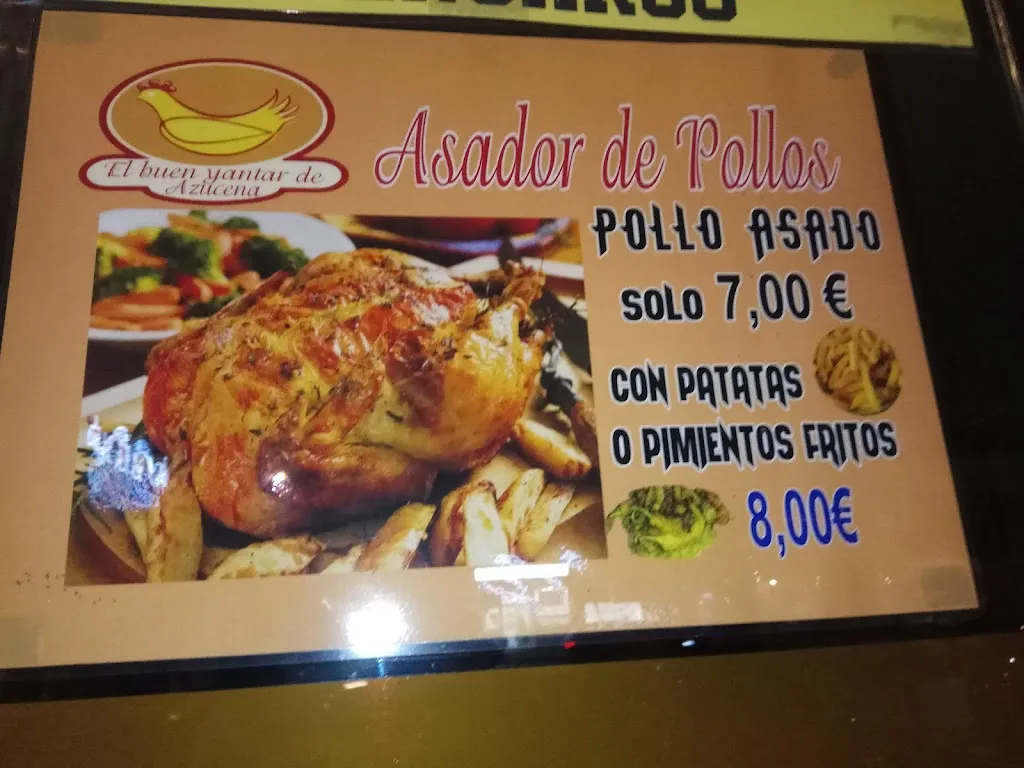 El buen yantar de
Azucena
Asador de Pollos
POLLO ASADO
SOLO 7,00 €
CON PATATAS
O PIMIENTOS FRITOS
8,00€